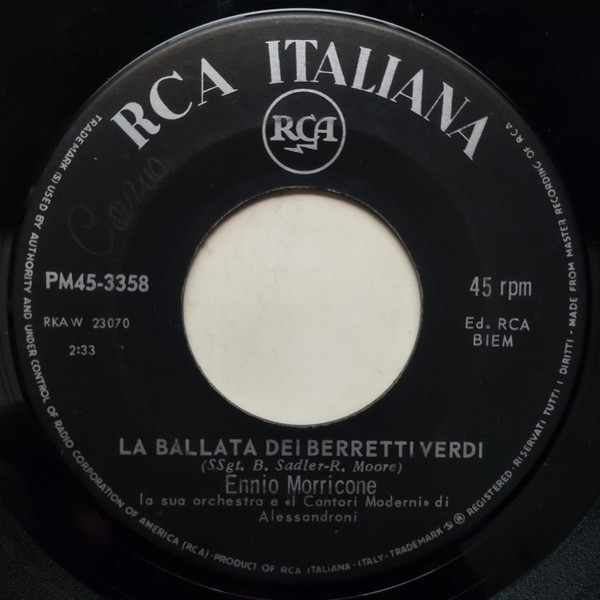 RCA ITALIANA
RCA
PM45-3358
45 rpm
RKAW 23070
Ed. RCA
BIEM
2:33
LA BALLATA DEI BERRETTI VERDI
(SSgt. B. Sadler-R. Moore)
Ennio Morricone
la sua orchestra e «I Cantori Moderni» di
Alessandroni
TRADEMARK (S) USED BY AUTHORITY AND UNDER CONTROL OF RADIO CORPORATION OF AMERICA (RCA) · PRODUCT OF RCA ITALIANA · ITALY · TRADEMARK S ® REGISTERED · RISERVATI TUTTI I DIRITTI · MADE FROM MASTER RECORDING OF RCA